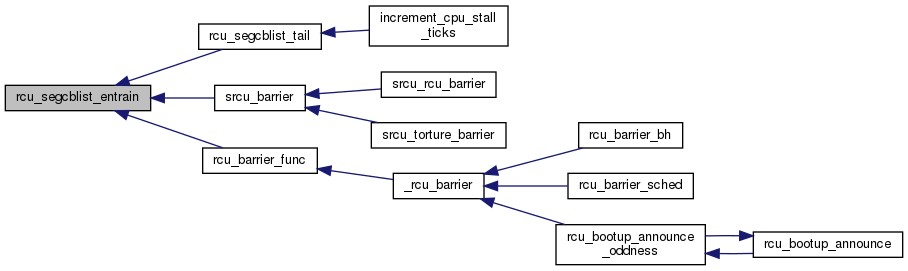 increment_cpu_stall
_ticks
rcu_segcblist_tail
srcu_rcu_barrier
rcu_segcblist_entrain
srcu_barrier
srcu_torture_barrier
rcu_barrier_bh
rcu_barrier_func
_rcu_barrier
rcu_barrier_sched
rcu_bootup_announce
_oddness
rcu_bootup_announce